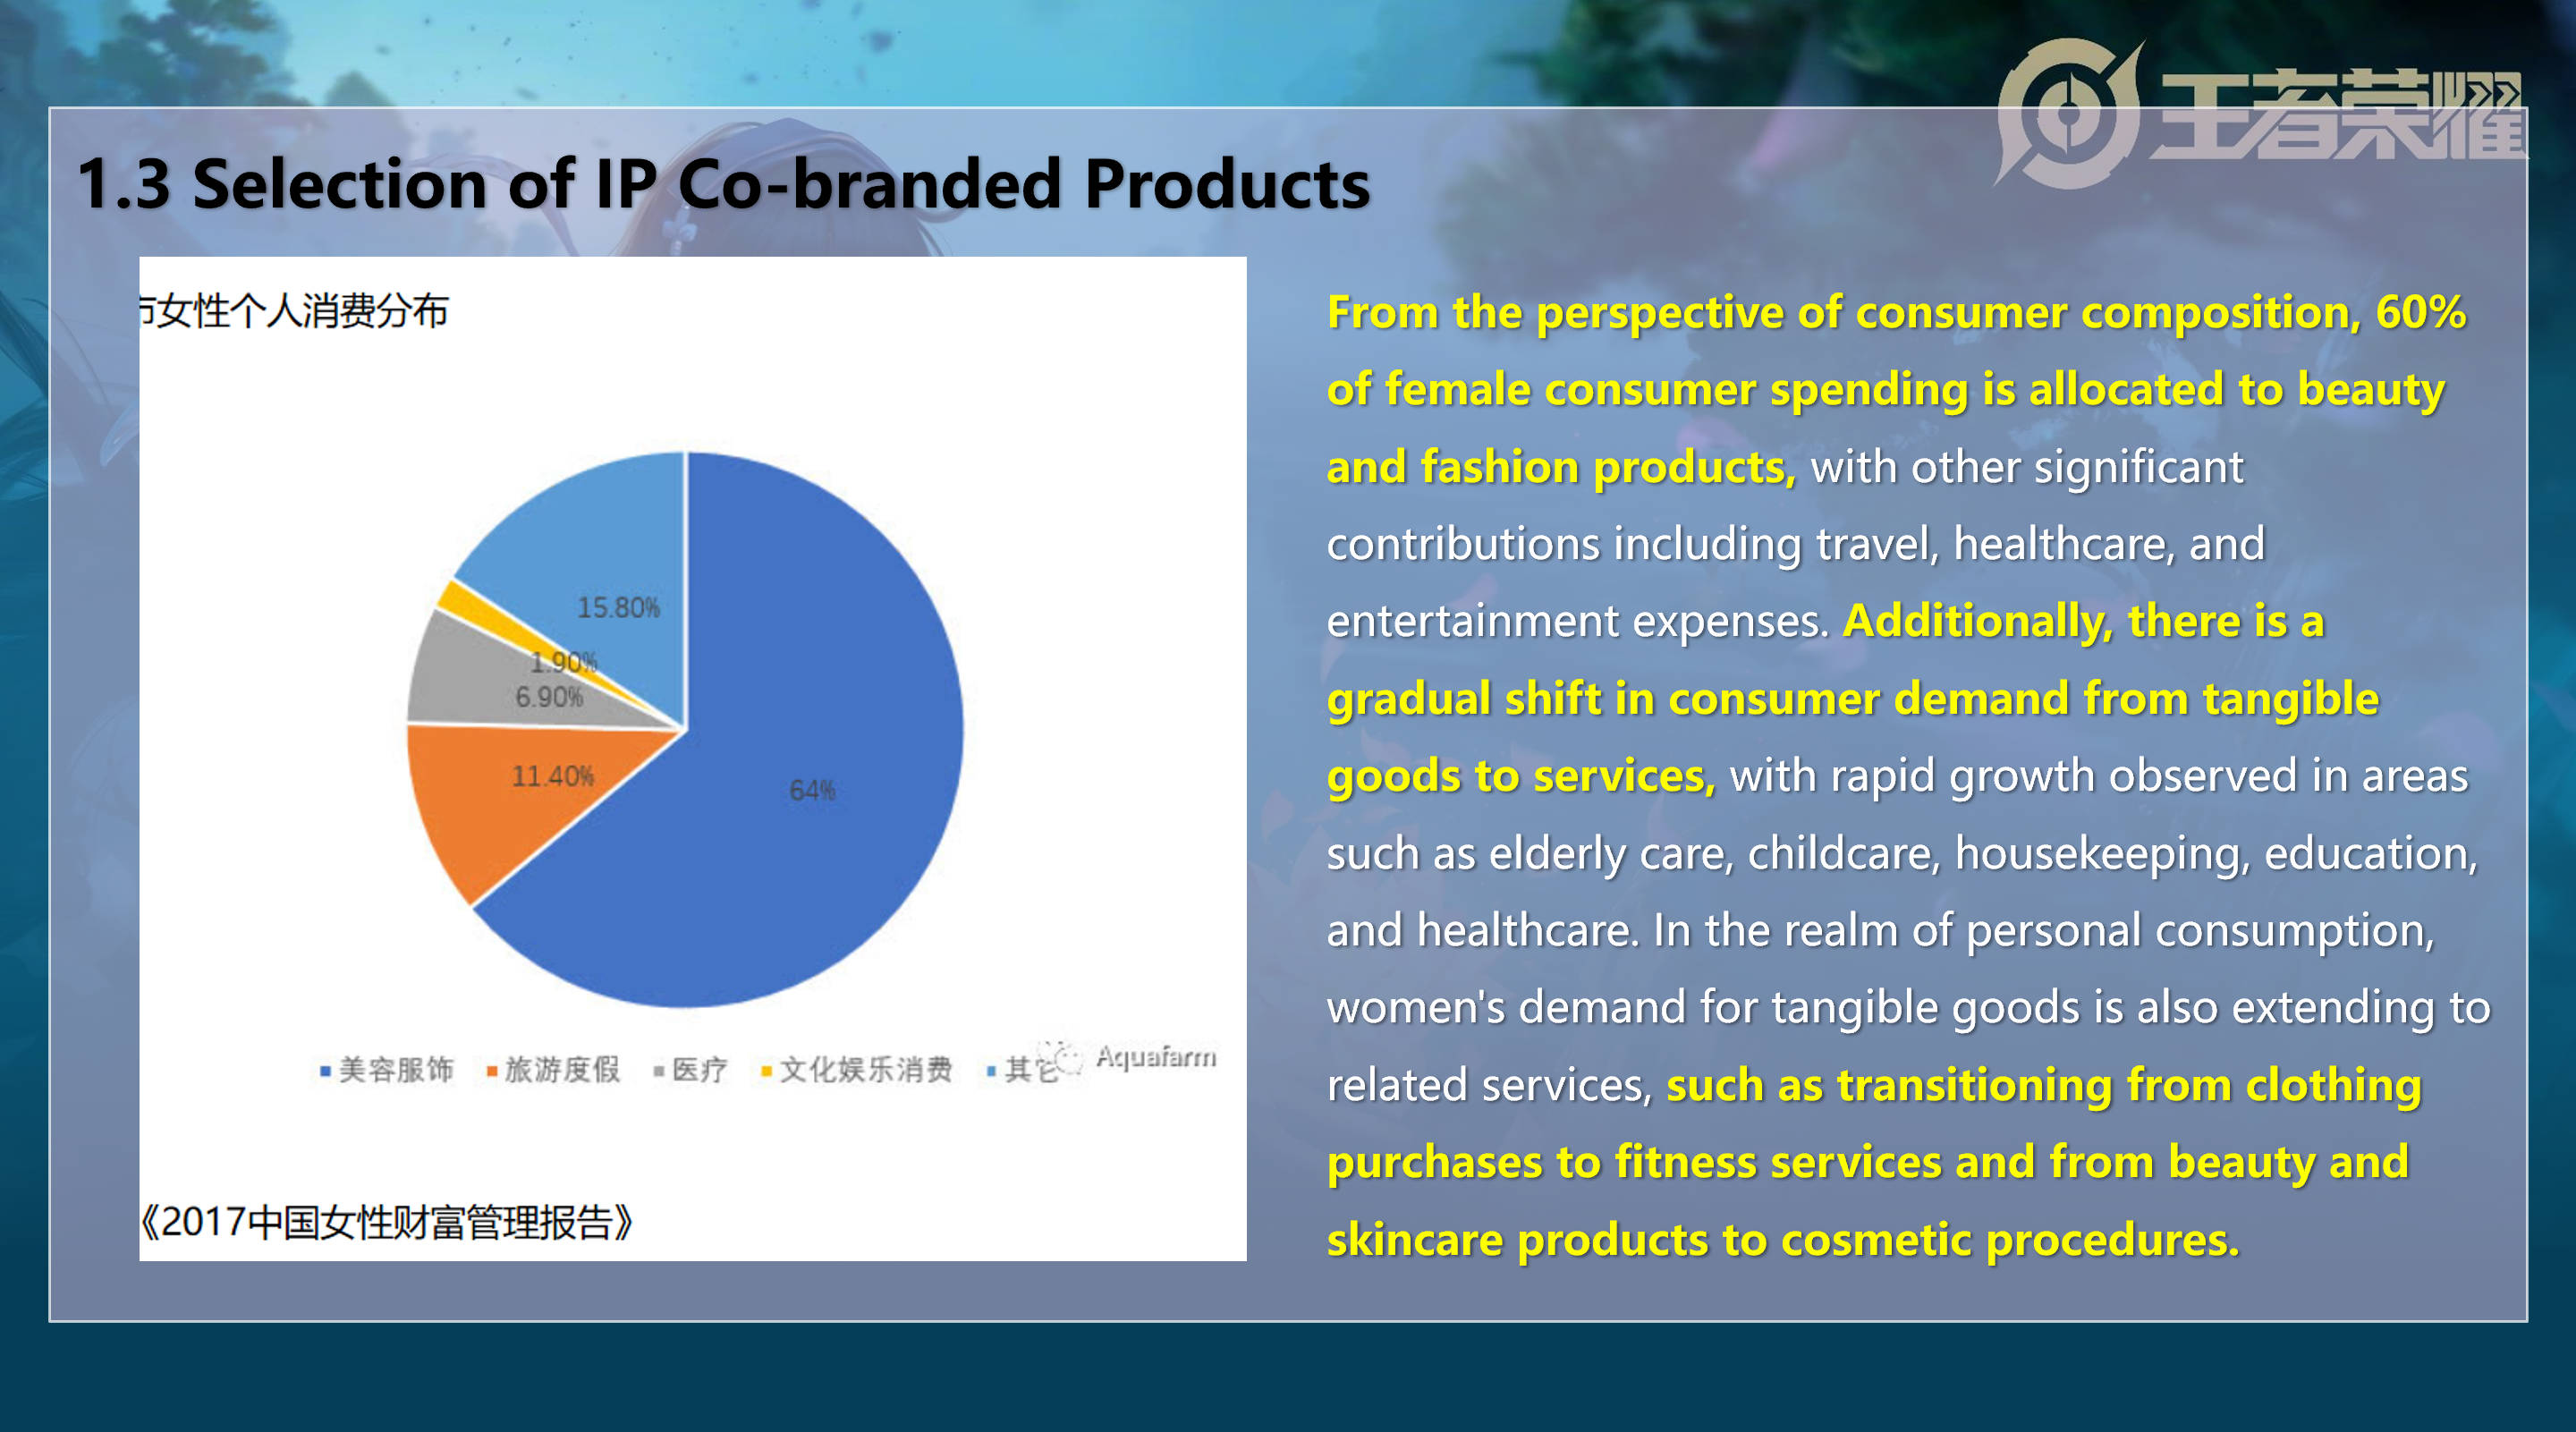 王者荣耀
1.3 Selection of IP Co-branded Products
女性个人消费分布
15.80%
1.90%
6.90%
11.40%
64%
美容服饰 旅游度假 医疗 文化娱乐消费 其它
Aquafarm
《2017中国女性财富管理报告》
From the perspective of consumer composition, 60%
of female consumer spending is allocated to beauty
and fashion products, with other significant
contributions including travel, healthcare, and
entertainment expenses. Additionally, there is a
gradual shift in consumer demand from tangible
goods to services, with rapid growth observed in areas
such as elderly care, childcare, housekeeping, education,
and healthcare. In the realm of personal consumption,
women's demand for tangible goods is also extending to
related services, such as transitioning from clothing
purchases to fitness services and from beauty and
skincare products to cosmetic procedures.